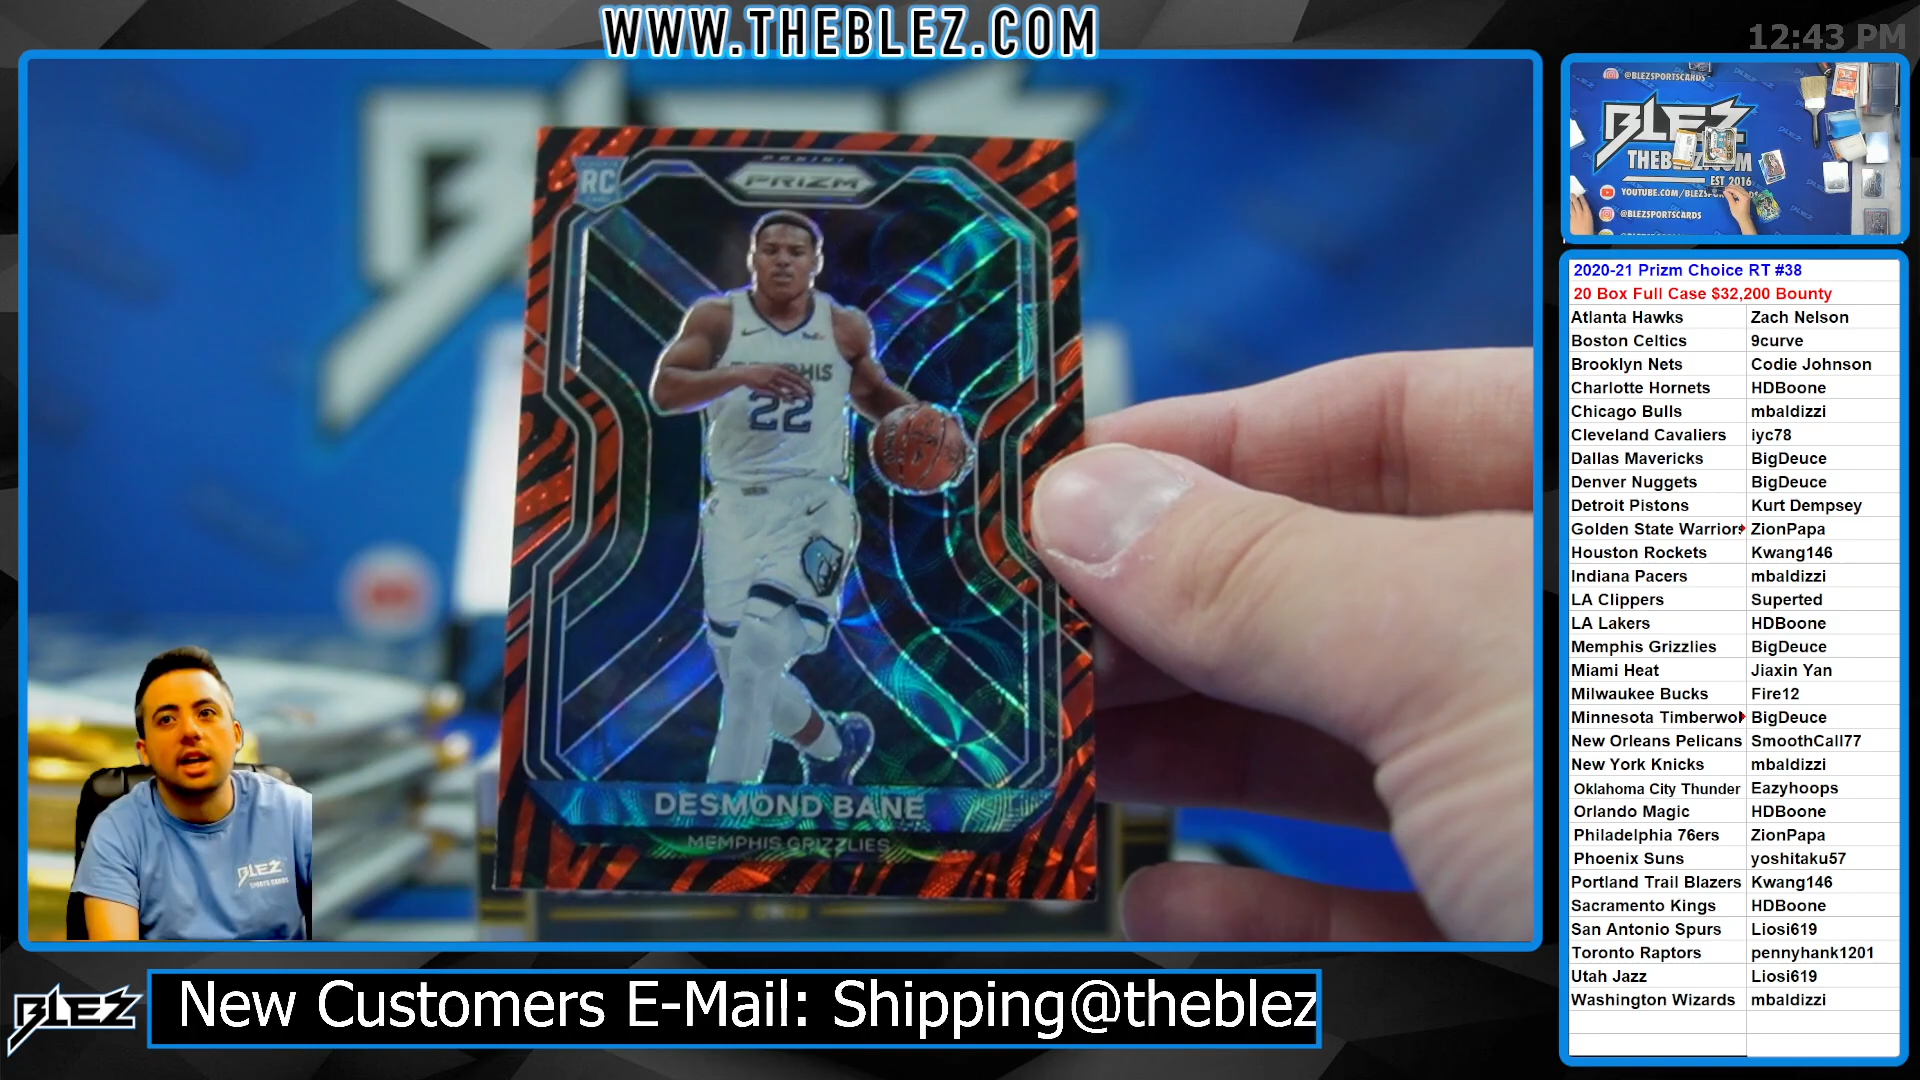 WWW.THEBLEZ.COM
12:43 PM
RC
PANINI
PRIZM
22
DESMOND BANE
MEMPHIS GRIZZLIES
BLEZ
SPORTS CARDS
@BLEZSPORTSCARDS
BLEZ
EST 2016
@BLEZSPORTSCARDS
2020-21 Prizm Choice RT #38
20 Box Full Case $32,200 Bounty
Atlanta Hawks Zach Nelson
Boston Celtics 9curve
Brooklyn Nets Codie Johnson
Charlotte Hornets HDBoone
Chicago Bulls mbaldizzi
Cleveland Cavaliers iyc78
Dallas Mavericks BigDeuce
Denver Nuggets BigDeuce
Detroit Pistons Kurt Dempsey
Golden State Warriors ZionPapa
Houston Rockets Kwang146
Indiana Pacers mbaldizzi
LA Clippers Superted
LA Lakers HDBoone
Memphis Grizzlies BigDeuce
Miami Heat Jiaxin Yan
Milwaukee Bucks Fire12
Minnesota Timberwol BigDeuce
New Orleans Pelicans SmoothCall77
New York Knicks mbaldizzi
Oklahoma City Thunder Eazyhoops
Orlando Magic HDBoone
Philadelphia 76ers ZionPapa
Phoenix Suns yoshitaku57
Portland Trail Blazers Kwang146
Sacramento Kings HDBoone
San Antonio Spurs Liosi619
Toronto Raptors pennyhank1201
Utah Jazz Liosi619
Washington Wizards mbaldizzi
BLEZ
New Customers E-Mail: Shipping@theblez